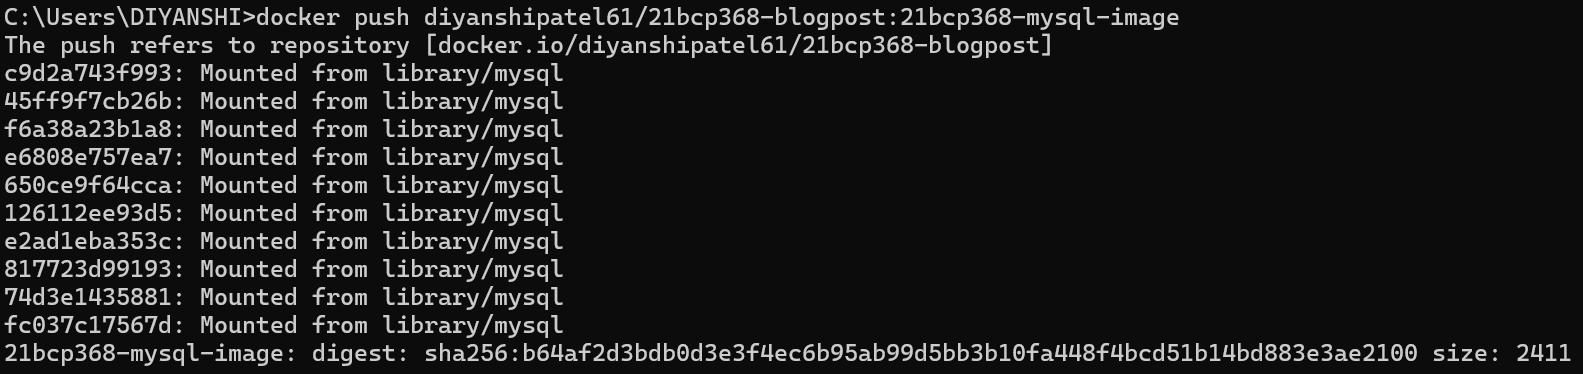 C:\Users\DIYANSHI>docker push diyanshipatel61/21bcp368-blogpost:21bcp368-mysql-image
The push refers to repository [docker.io/diyanshipatel61/21bcp368-blogpost]
c9d2a743f993: Mounted from library/mysql
45ff9f7cb26b: Mounted from library/mysql
f6a38a23b1a8: Mounted from library/mysql
e6808e757ea7: Mounted from library/mysql
650ce9f64cca: Mounted from library/mysql
126112ee93d5: Mounted from library/mysql
e2ad1eba353c: Mounted from library/mysql
817723d99193: Mounted from library/mysql
74d3e1435881: Mounted from library/mysql
fc037c17567d: Mounted from library/mysql
21bcp368-mysql-image: digest: sha256:b64af2d3bdb0d3e3f4ec6b95ab99d5bb3b10fa448f4bcd51b14bd883e3ae2100 size: 2411